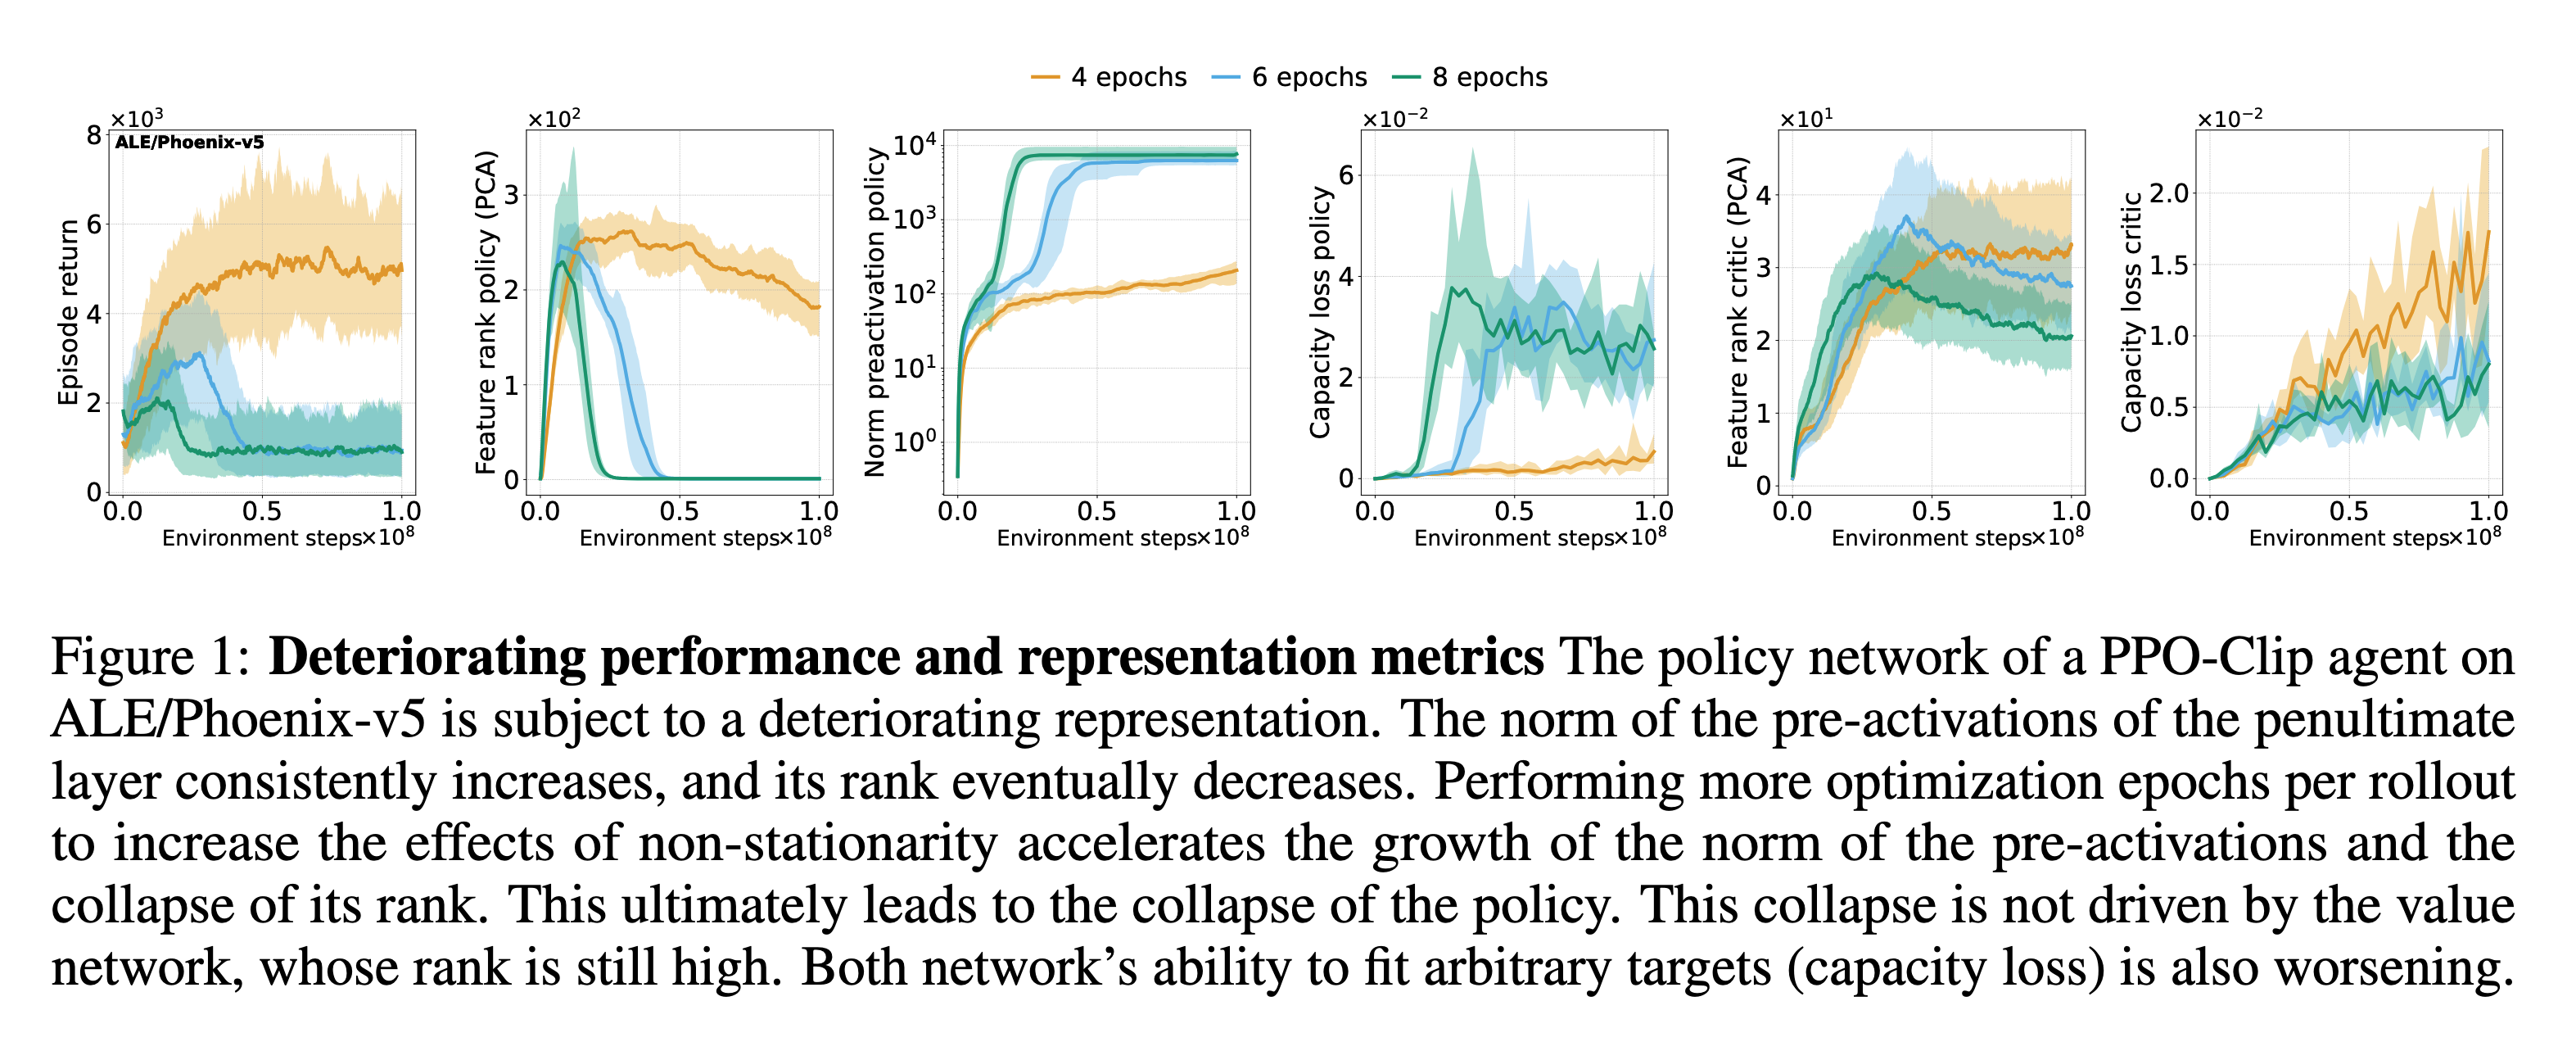 4 epochs 6 epochs 8 epochs
×10³
ALE/Phoenix-v5
Episode return
8
6
4
2
0
0.0 0.5 1.0
Environment steps×10⁸
×10²
Feature rank policy (PCA)
3
2
1
0
0.0 0.5 1.0
Environment steps×10⁸
Norm preactivation policy
10⁴
10³
10²
10¹
10⁰
0.0 0.5 1.0
Environment steps×10⁸
×10⁻²
Capacity loss policy
6
4
2
0
0.0 0.5 1.0
Environment steps×10⁸
×10¹
Feature rank critic (PCA)
4
3
2
1
0
0.0 0.5 1.0
Environment steps×10⁸
×10⁻²
Capacity loss critic
2.0
1.5
1.0
0.5
0.0
0.0 0.5 1.0
Environment steps×10⁸
Figure 1: Deteriorating performance and representation metrics The policy network of a PPO-Clip agent on
ALE/Phoenix-v5 is subject to a deteriorating representation. The norm of the pre-activations of the penultimate
layer consistently increases, and its rank eventually decreases. Performing more optimization epochs per rollout
to increase the effects of non-stationarity accelerates the growth of the norm of the pre-activations and the
collapse of its rank. This ultimately leads to the collapse of the policy. This collapse is not driven by the value
network, whose rank is still high. Both network’s ability to fit arbitrary targets (capacity loss) is also worsening.